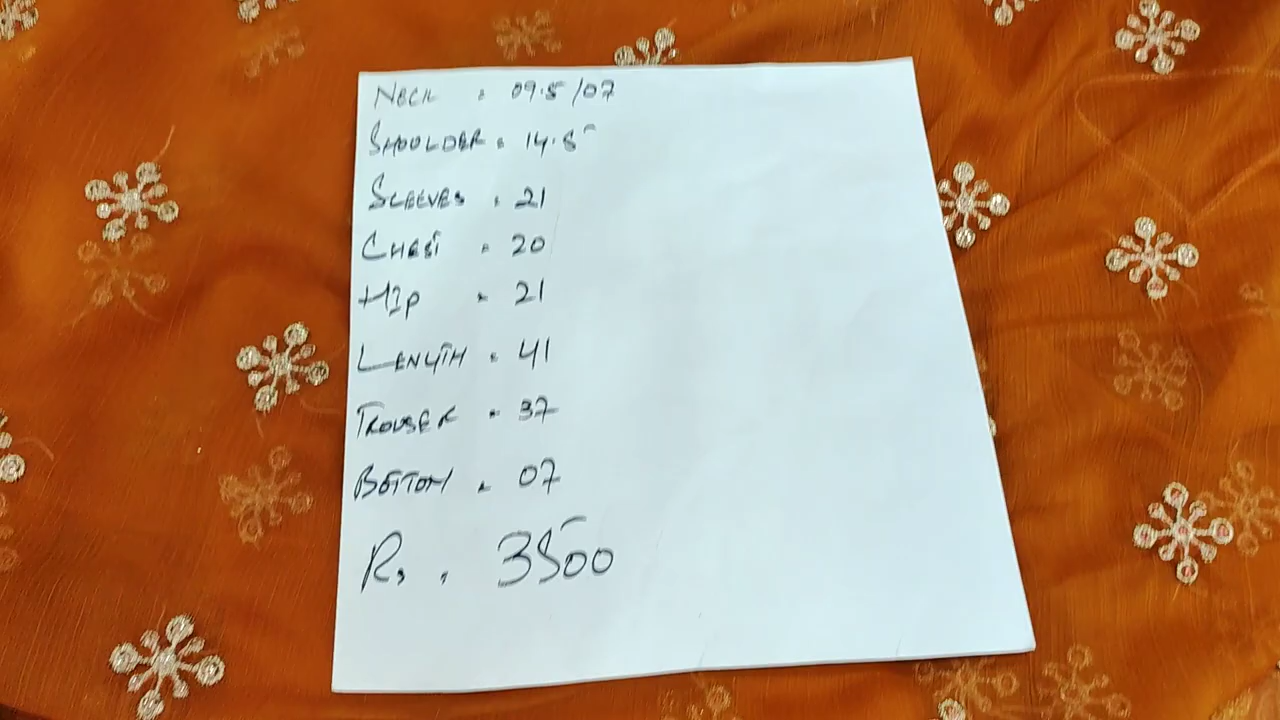 NECK : 09.5/07
SHOULDER : 14.5
SLEEVES : 21
CHEST : 20
HIP : 21
LENGTH : 41
TROUSER : 37
BOTTOM : 07
Rs. 3500